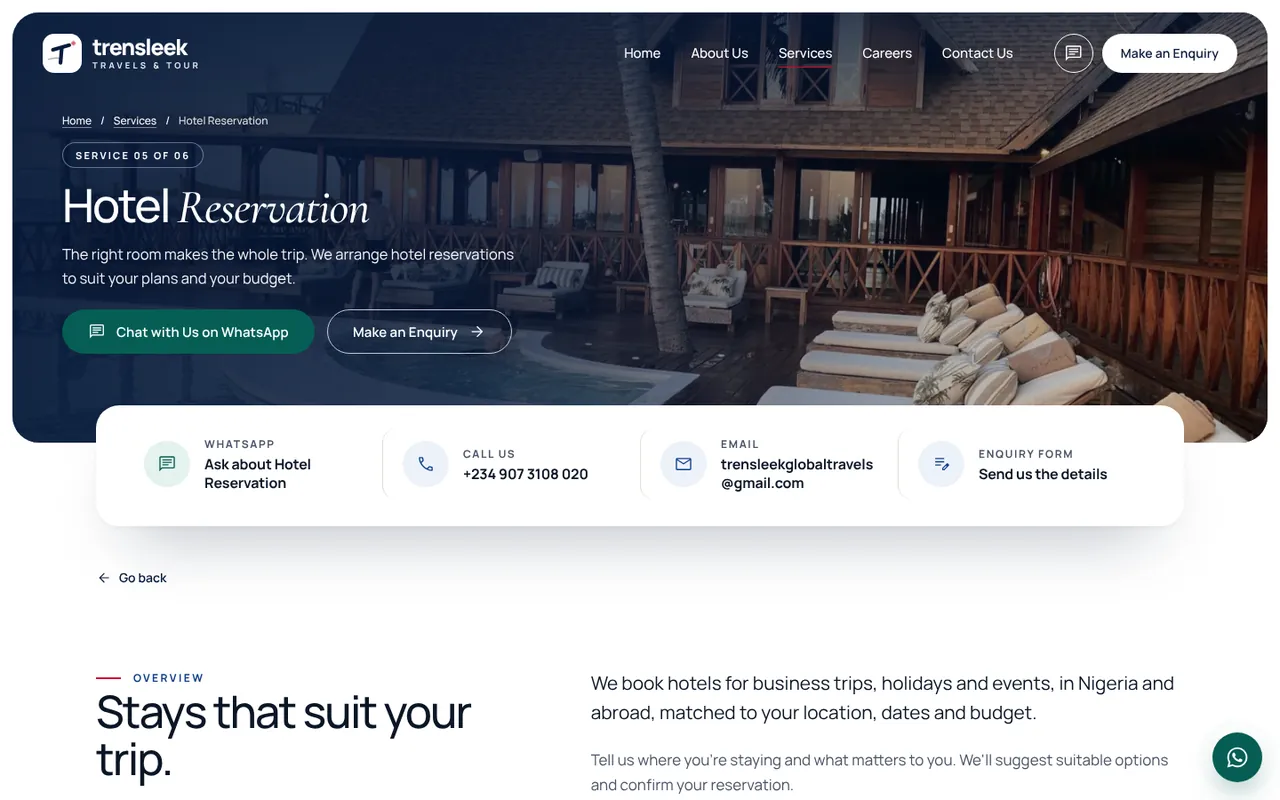 trensleek
TRAVELS & TOUR
Home
About Us
Services
Careers
Contact Us
Make an Enquiry
Home / Services / Hotel Reservation
SERVICE 05 OF 06
Hotel Reservation
The right room makes the whole trip. We arrange hotel reservations
to suit your plans and your budget.
Chat with Us on WhatsApp
Make an Enquiry
WHATSAPP
Ask about Hotel
Reservation
CALL US
+234 907 3108 020
EMAIL
trensleekglobaltravels
@gmail.com
ENQUIRY FORM
Send us the details
Go back
OVERVIEW
Stays that suit your
trip.
We book hotels for business trips, holidays and events, in Nigeria and
abroad, matched to your location, dates and budget.
Tell us where you're staying and what matters to you. We'll suggest suitable options
and confirm your reservation.